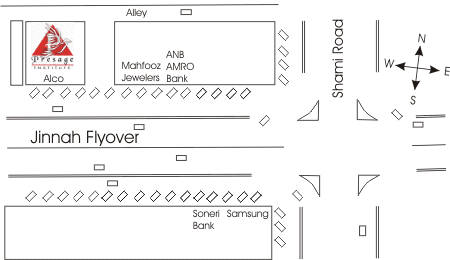 Alley
Shami Road
N
W
E
S
Presage
INSTITUTE
Alco
Mahfooz
Jewelers
ANB
AMRO
Bank
Jinnah Flyover
Soneri
Bank
Samsung